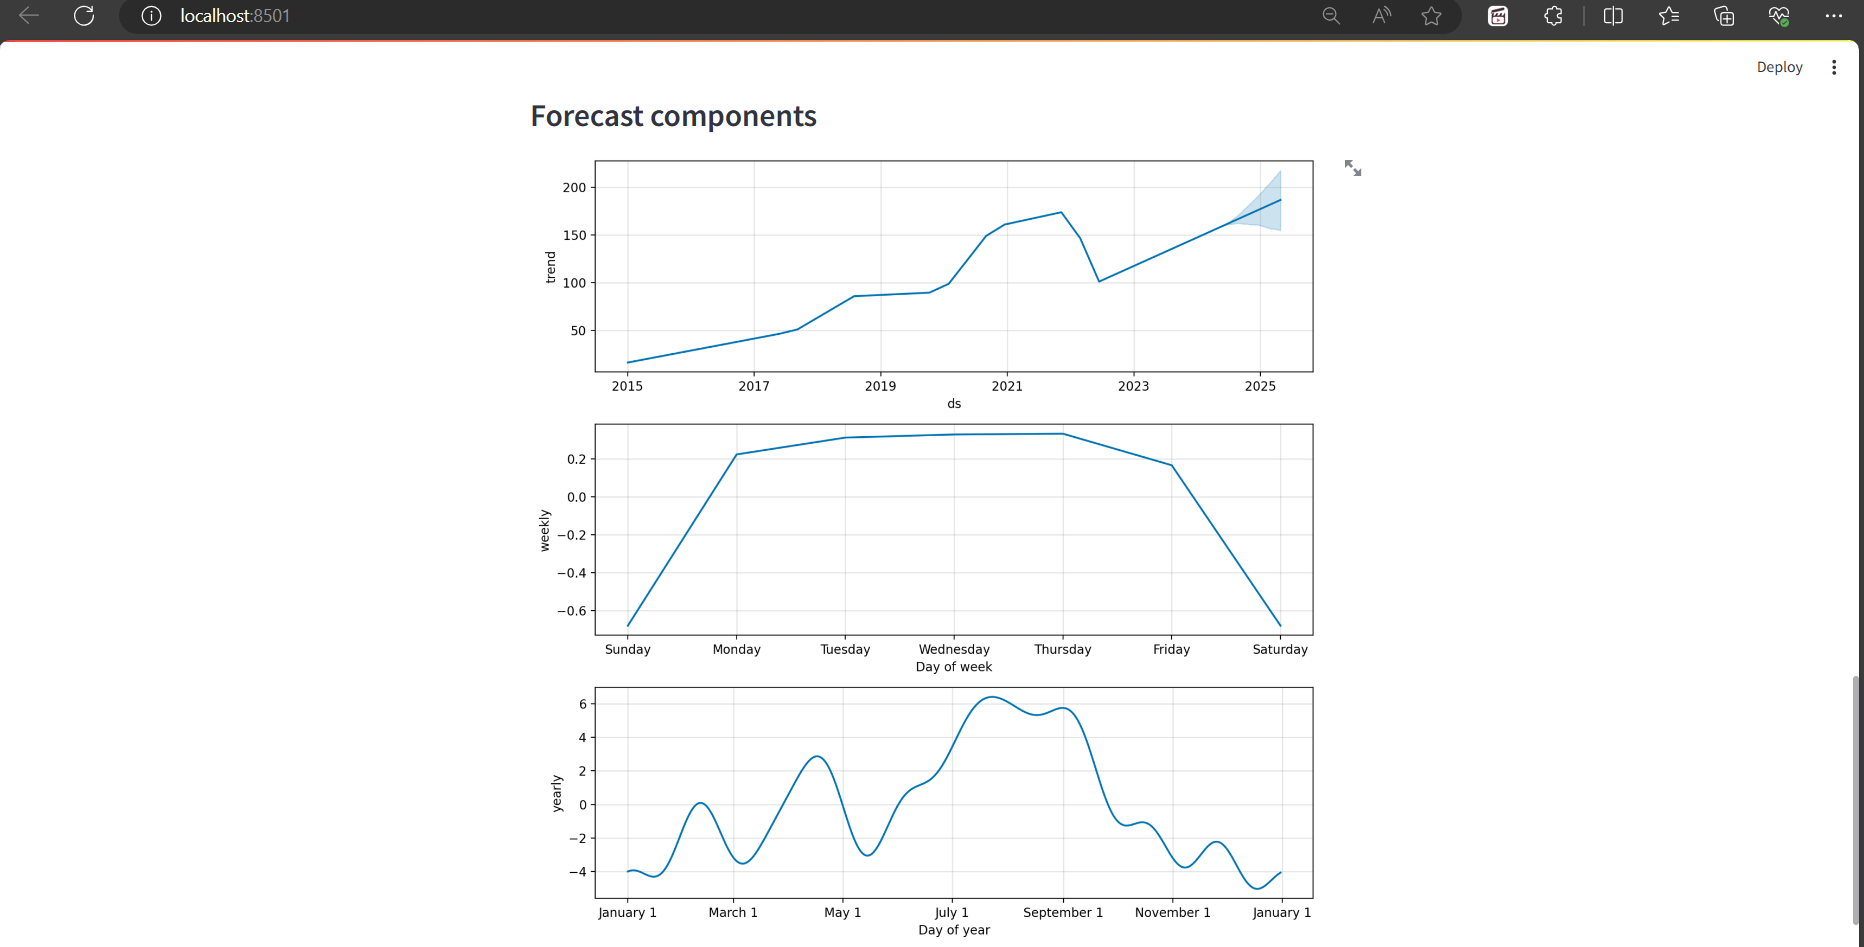 localhost:8501
Deploy
Forecast components
200
150
100
50
trend
2015 2017 2019 2021 2023 2025
ds
0.2
0.0
−0.2
−0.4
−0.6
weekly
Sunday Monday Tuesday Wednesday Thursday Friday Saturday
Day of week
6
4
2
0
−2
−4
yearly
January 1 March 1 May 1 July 1 September 1 November 1 January 1
Day of year